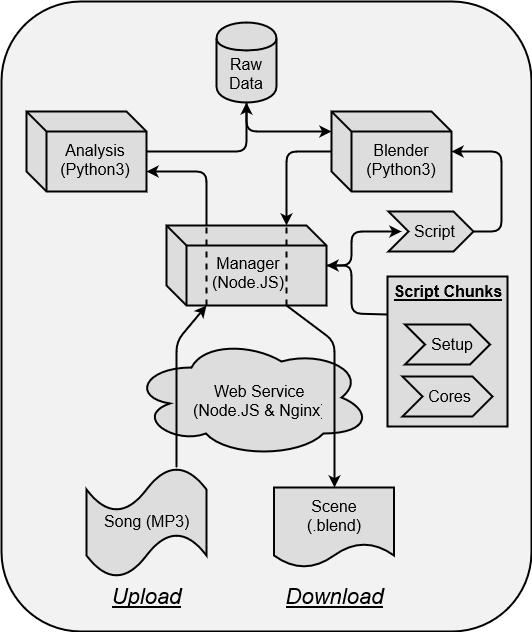 Raw
Data
Analysis
(Python3)
Blender
(Python3)
Script
Manager
(Node.JS)
Script Chunks
Setup
Cores
Web Service
(Node.JS & Nginx)
Song (MP3)
Scene
(.blend)
Upload
Download